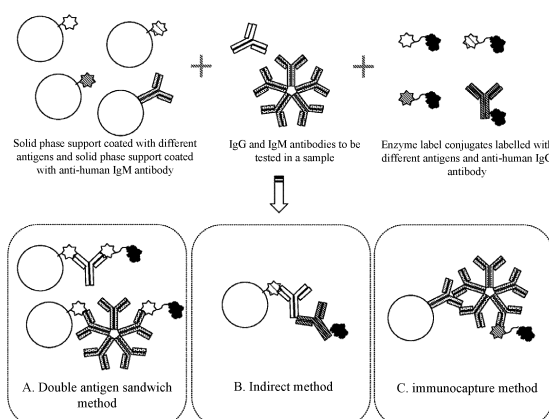 Solid phase support coated with different
antigens and solid phase support coated
with anti-human IgM antibody
IgG and IgM antibodies to be
tested in a sample
Enzyme label conjugates labelled with
different antigens and anti-human IgG
antibody
A. Double antigen sandwich
method
B. Indirect method
C. immunocapture method